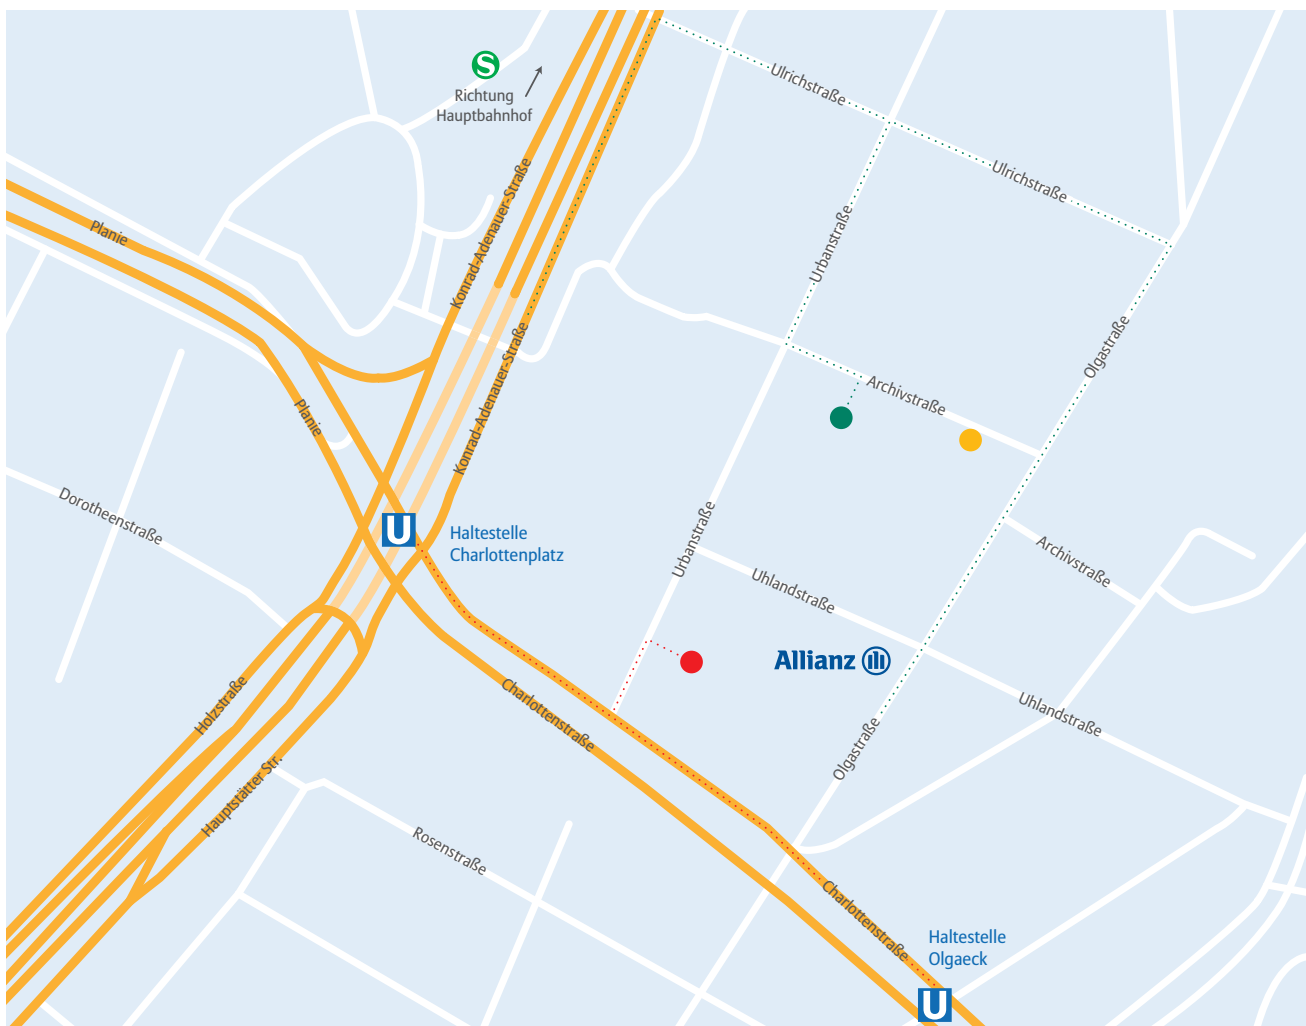 S
Richtung
Hauptbahnhof
Ulrichstraße
Ulrichstraße
Konrad-Adenauer-Straße
Urbanstraße
Planie
Konrad-Adenauer-Straße
Olgastraße
Archivstraße
Planie
Dorotheenstraße
U
Haltestelle
Charlottenplatz
Urbanstraße
Archivstraße
Uhlandstraße
Allianz
Holzstraße
Charlottenstraße
Uhlandstraße
Olgastraße
Hauptstätter Str.
Rosenstraße
Charlottenstraße
Haltestelle
Olgaeck
U